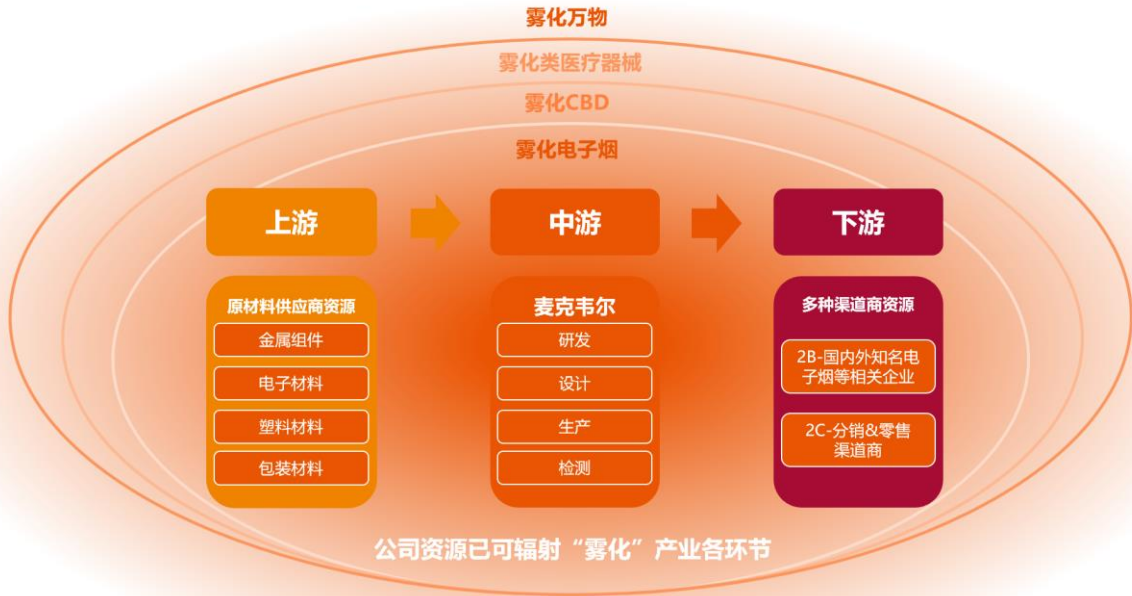 雾化万物
雾化类医疗器械
雾化CBD
雾化电子烟
上游
中游
下游
原材料供应商资源
金属组件
电子材料
塑料材料
包装材料
麦克韦尔
研发
设计
生产
检测
多种渠道商资源
2B-国内外知名电
子烟等相关企业
2C-分销&零售
渠道商
公司资源已可辐射“雾化”产业各环节